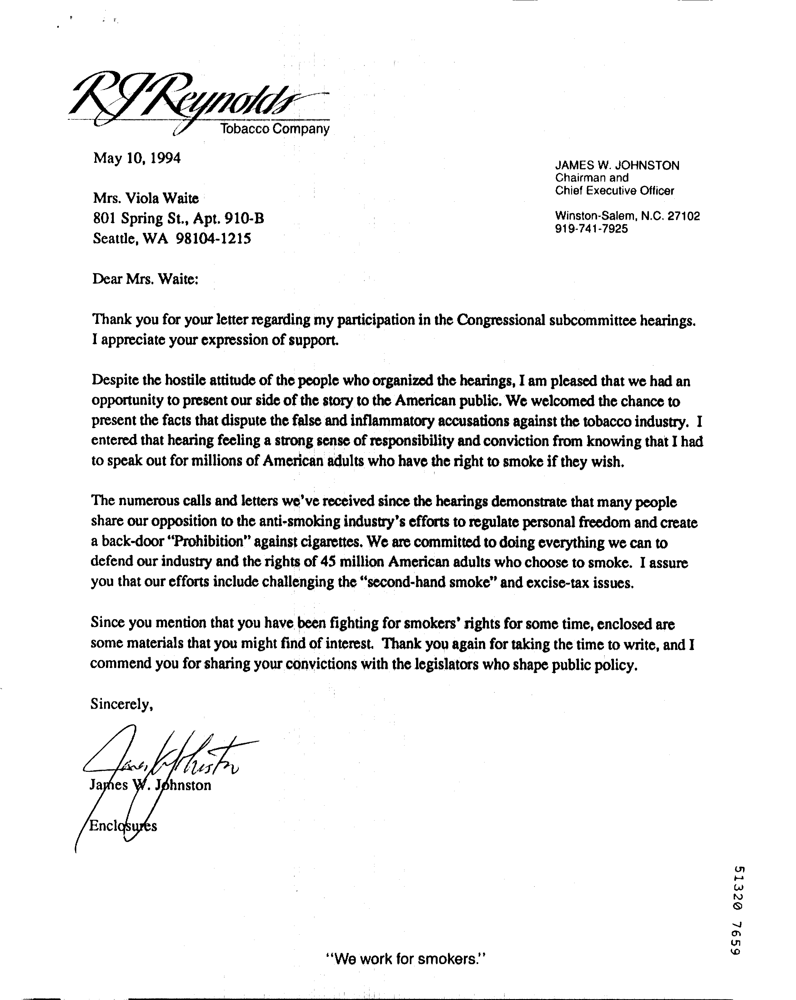 RJReynolds
Tobacco Company
May 10, 1994
JAMES W. JOHNSTON
Chairman and
Chief Executive Officer
Winston-Salem, N.C. 27102
919-741-7925
Mrs. Viola Waite
801 Spring St., Apt. 910-B
Seattle, WA 98104-1215
Dear Mrs. Waite:
Thank you for your letter regarding my participation in the Congressional subcommittee hearings.
I appreciate your expression of support.
Despite the hostile attitude of the people who organized the hearings, I am pleased that we had an
opportunity to present our side of the story to the American public. We welcomed the chance to
present the facts that dispute the false and inflammatory accusations against the tobacco industry. I
entered that hearing feeling a strong sense of responsibility and conviction from knowing that I had
to speak out for millions of American adults who have the right to smoke if they wish.
The numerous calls and letters we've received since the hearings demonstrate that many people
share our opposition to the anti-smoking industry's efforts to regulate personal freedom and create
a back-door "Prohibition" against cigarettes. We are committed to doing everything we can to
defend our industry and the rights of 45 million American adults who choose to smoke. I assure
you that our efforts include challenging the "second-hand smoke" and excise-tax issues.
Since you mention that you have been fighting for smokers' rights for some time, enclosed are
some materials that you might find of interest. Thank you again for taking the time to write, and I
commend you for sharing your convictions with the legislators who shape public policy.
Sincerely,
James W. Johnston
James W. Johnston
Enclosures
51320 7659
"We work for smokers."